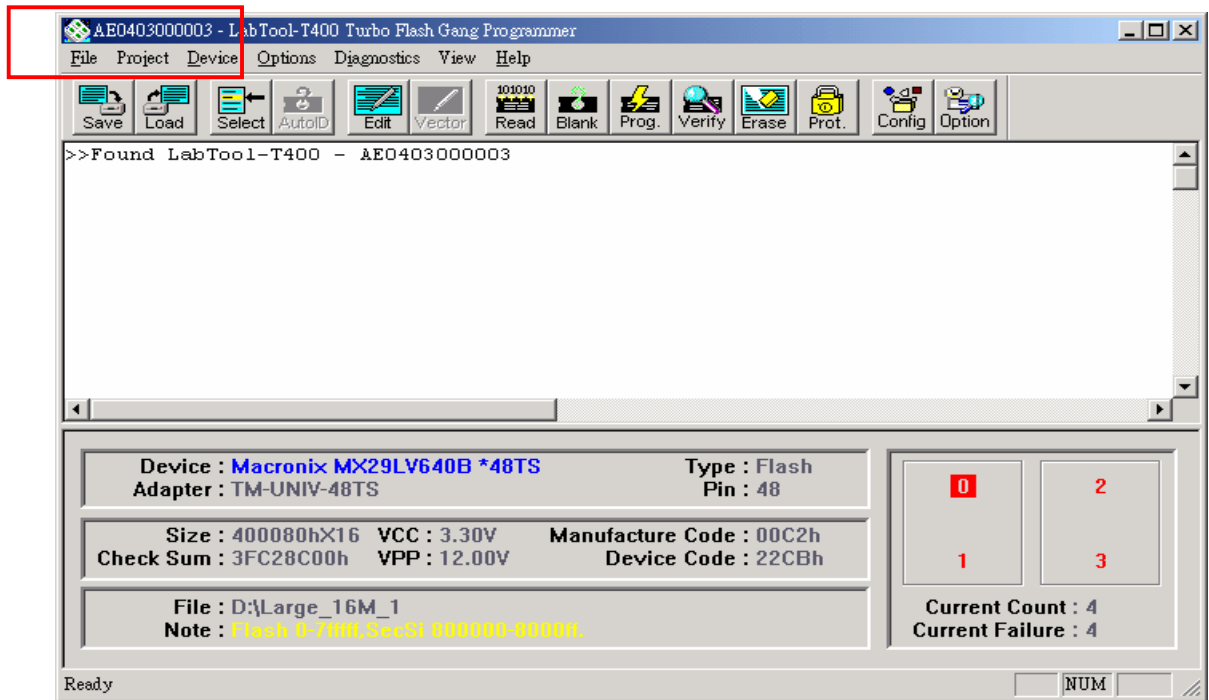 AE0403000003 - LabTool-T400 Turbo Flash Gang Programmer
File Project Device Options Diagnostics View Help
Save Load Select AutoID Edit Vector 101010 Read Blank Prog. Verify Erase Prot. Config Option
>>Found LabTool-T400 - AE0403000003
Device : Macronix MX29LV640B *48TS Type : Flash
Adapter : TM-UNIV-48TS Pin : 48
Size : 400080hX16 VCC : 3.30V Manufacture Code : 00C2h
Check Sum : 3FC28C00h VPP : 12.00V Device Code : 22CBh
File : D:\Large_16M_1
Note : Flash 0-7fffff,SecSi 800000-8000ff.
0 2
1 3
Current Count : 4
Current Failure : 4
Ready NUM